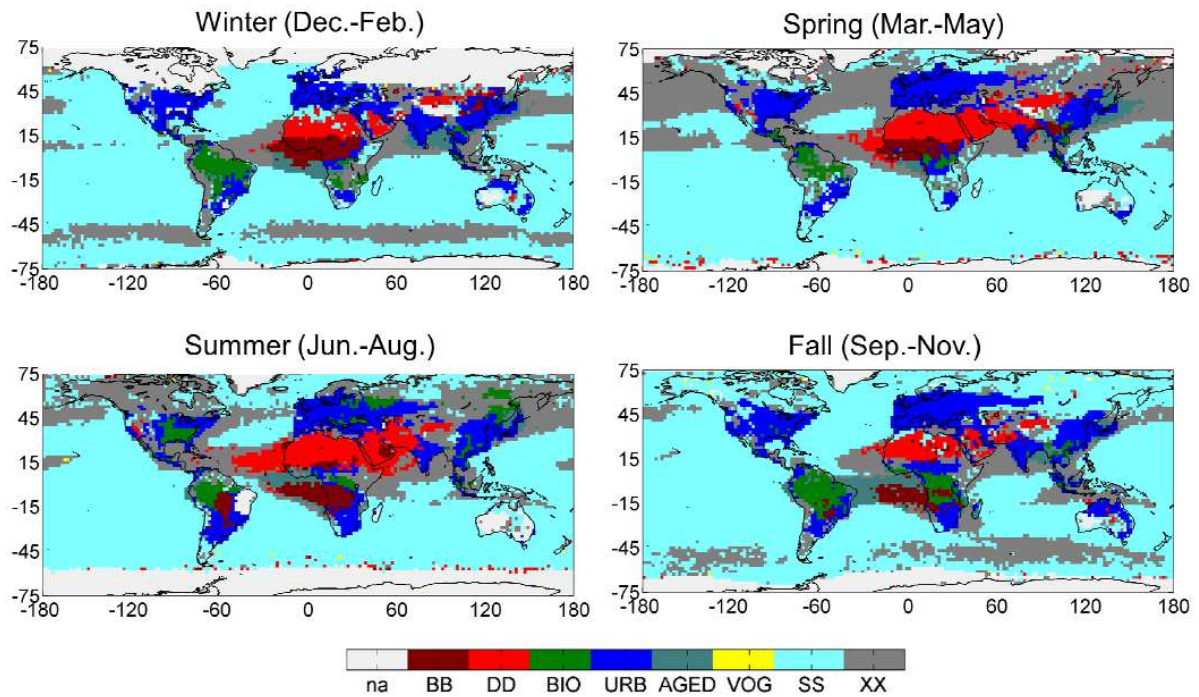 Winter (Dec.-Feb.)
Spring (Mar.-May)
75
45
15
-15
-45
-75
-180 -120 -60 0 60 120 180
75
45
15
-15
-45
-75
-180 -120 -60 0 60 120 180
Summer (Jun.-Aug.)
Fall (Sep.-Nov.)
75
45
15
-15
-45
-75
-180 -120 -60 0 60 120 180
75
45
15
-15
-45
-75
-180 -120 -60 0 60 120 180
na BB DD BIO URB AGED VOG SS XX